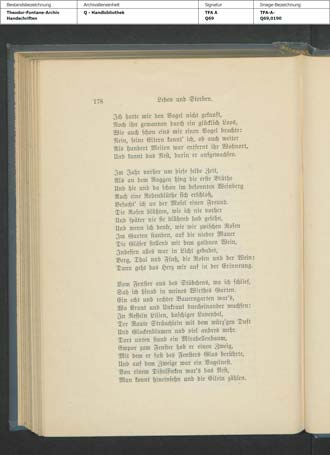 Bestandsbezeichnung Archivalieneinheit Signatur Image-Bezeichnung
Theodor-Fontane-Archiv Q - Handbibliothek TFA A TFA-A-
Handschriften Q69 Q69,0190
178 Leben und Sterben.
Ich hatte mir den Vogel nicht gekauft,
Noch ihn gewonnen durch ein glücklich Loos,
Wie auch schon eins mir einen Vogel brachte:
Nein, seine Eltern kannt' ich, ob auch weiter
Als hundert Meilen war entfernt ihr Wohnort,
Und kannt das Nest, darin er aufgewachsen.
Im Jahr vorher um diese selbe Zeit,
Als an dem Roggen hing die erste Blüthe
Und hie und da schon im besonnten Weinberg
Auch eine Rebenblüthe sich erschloß,
Besucht' ich an der Mosel einen Freund.
Die Rosen blühten, wie ich nie vorher
Und später nie sie blühend hab gesehn,
Und wenn ich denke, wie wir zwischen Rosen
Im Garten standen, auf die nieder Mauer
Die Gläser stellend mit dem goldnen Wein,
Indessen alles war in Licht gebadet,
Berg, Thal und Fluß, die Rosen und der Wein:
Dann geht das Herz mir auf in der Erinnerung.
Vom Fenster aus des Stübchens, wo ich schlief,
Sah ich hinab in meines Wirthes Garten.
Ein echt und rechter Bauerngarten war's,
Wo Kraut und Unkraut durcheinander wuchsen:
In Nestein Lilien, buschiger Lavendel,
Der Raute Sträuchlein mit dem würz'gen Duft
Und Glockenblumen und viel andres mehr.
Dort unten stand ein Mirabellenbaum,
Empor zum Fenster hob er einen Zweig,
Mit dem er fast des Fensters Glas berührte,
Und auf dem Zweige war ein Vogelnest.
Von einem Distelfinken war's das Nest,
Man konnt hineinsehn und die Eilein zählen.